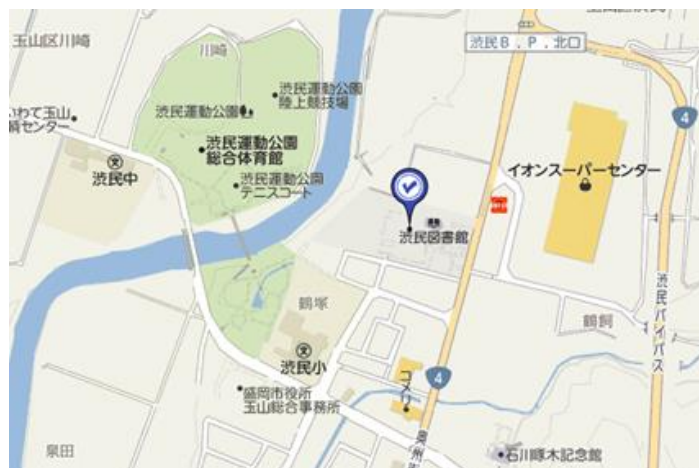 玉山区川崎
川崎
渋民B.P.北口
渋民運動公園
陸上競技場
渋民運動公園
いわて玉山
渋民運動公園
総合体育館
4
渋民中
渋民運動公園
テニスコート
イオンスーパーセンター
渋民図書館
鶴塚
渋民バイパス
鶴飼
渋民小
コメリ
4
盛岡市役所
玉山総合事務所
奥州街
泉田
石川啄木記念館